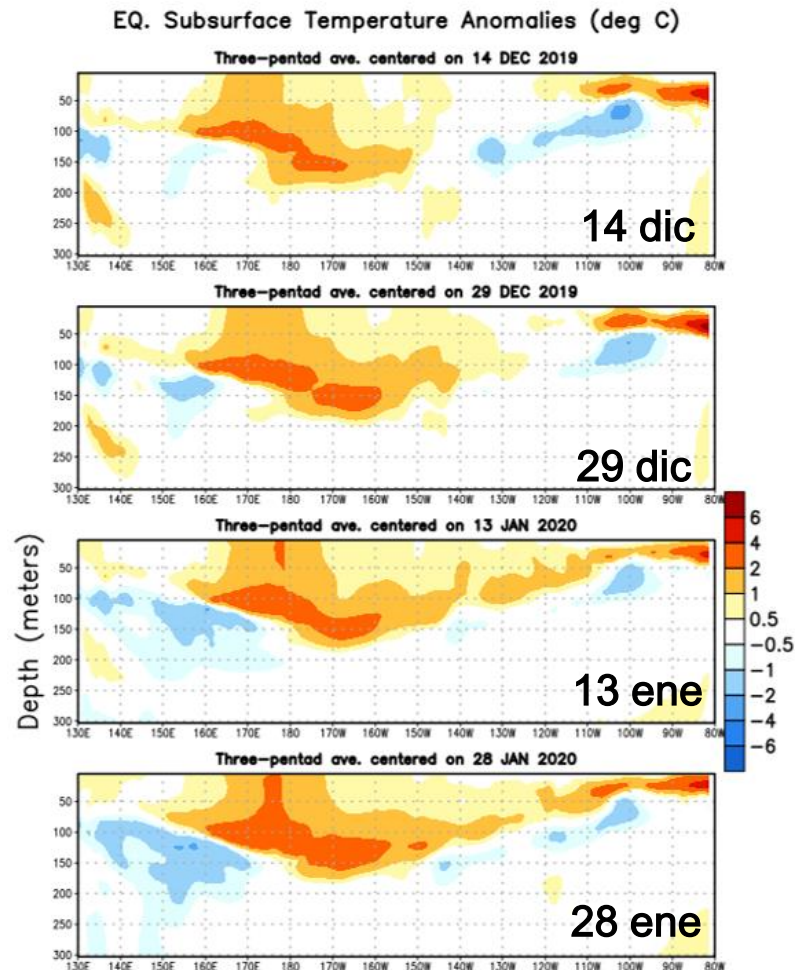 EQ. Subsurface Temperature Anomalies (deg C)
Three-pentad ave. centered on 14 DEC 2019
50
100
150
200
250
300
14 dic
130E 140E 150E 160E 170E 180 170W 160W 150W 140W 130W 120W 110W 100W 90W 80W
Three-pentad ave. centered on 29 DEC 2019
50
100
150
200
250
300
29 dic
130E 140E 150E 160E 170E 180 170W 160W 150W 140W 130W 120W 110W 100W 90W 80W
Depth (meters)
Three-pentad ave. centered on 13 JAN 2020
50
100
150
200
250
300
13 ene
130E 140E 150E 160E 170E 180 170W 160W 150W 140W 130W 120W 110W 100W 90W 80W
6
4
2
1
0.5
-0.5
-1
-2
-4
-6
Three-pentad ave. centered on 28 JAN 2020
50
100
150
200
250
300
28 ene
130E 140E 150E 160E 170E 180 170W 160W 150W 140W 130W 120W 110W 100W 90W 80W